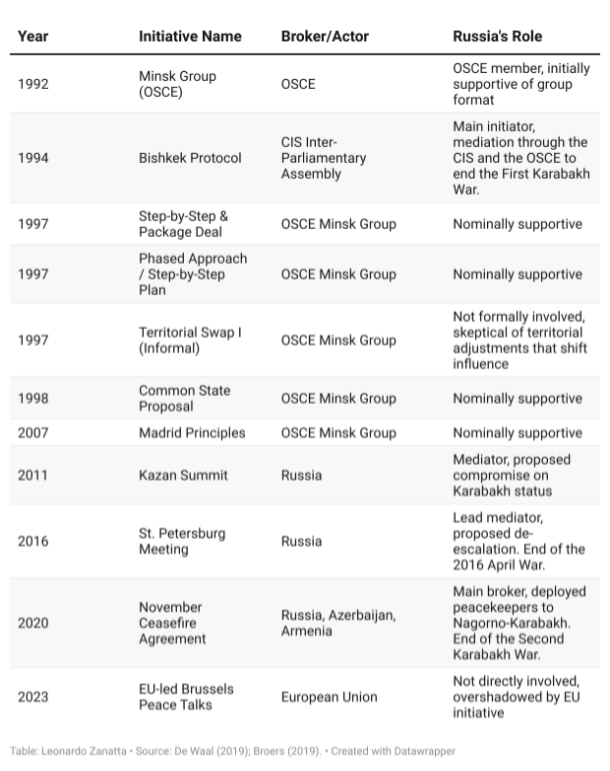 Year Initiative Name Broker/Actor Russia's Role
1992
Minsk Group
(OSCE)
OSCE
OSCE member, initially
supportive of group
format
1994
Bishkek Protocol
CIS Inter-
Parliamentary
Assembly
Main initiator,
mediation through the
CIS and the OSCE to
end the First Karabakh
War.
1997
Step-by-Step &
Package Deal
OSCE Minsk Group
Nominally supportive
1997
Phased Approach
/ Step-by-Step
Plan
OSCE Minsk Group
Nominally supportive
1997
Territorial Swap I
(Informal)
OSCE Minsk Group
Not formally involved,
skeptical of territorial
adjustments that shift
influence
1998
Common State
Proposal
OSCE Minsk Group
Nominally supportive
2007
Madrid Principles
OSCE Minsk Group
Nominally supportive
2011
Kazan Summit
Russia
Mediator, proposed
compromise on
Karabakh status
2016
St. Petersburg
Meeting
Russia
Lead mediator,
proposed de-
escalation. End of the
2016 April War.
2020
November
Ceasefire
Agreement
Russia, Azerbaijan,
Armenia
Main broker, deployed
peacekeepers to
Nagorno-Karabakh.
End of the Second
Karabakh War.
2023
EU-led Brussels
Peace Talks
European Union
Not directly involved,
overshadowed by EU
initiative
Table: Leonardo Zanatta • Source: De Waal (2019); Broers (2019). • Created with Datawrapper